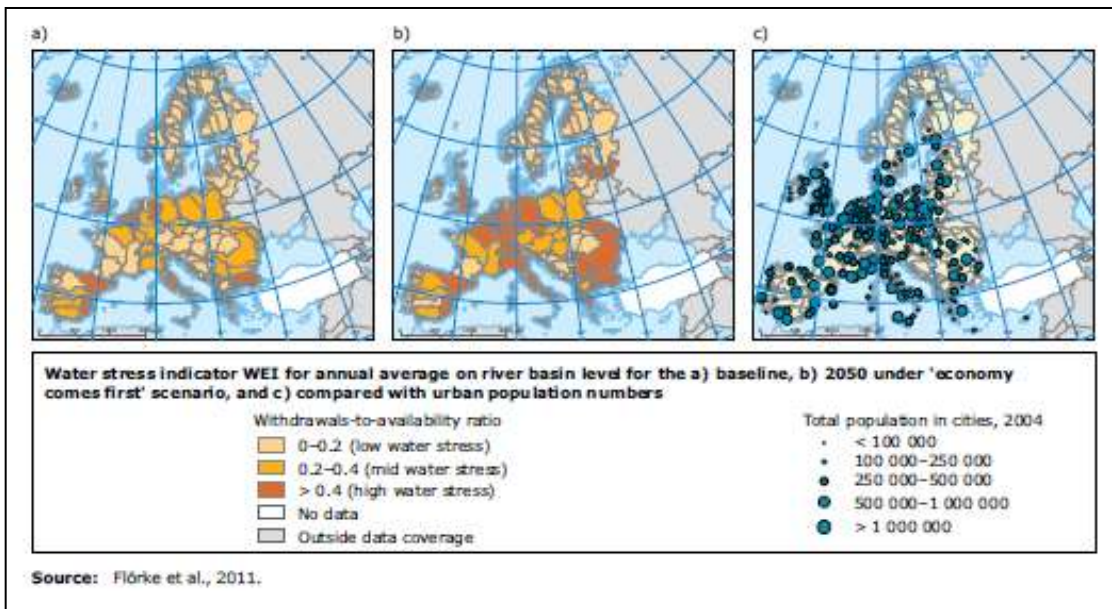 a)
b)
c)
Water stress indicator WEI for annual average on river basin level for the a) baseline, b) 2050 under 'economy
comes first' scenario, and c) compared with urban population numbers
Withdrawals-to-availability ratio
0–0.2 (low water stress)
0.2–0.4 (mid water stress)
> 0.4 (high water stress)
No data
Outside data coverage
Total population in cities, 2004
< 100 000
100 000–250 000
250 000–500 000
500 000–1 000 000
> 1 000 000
Source: Flörke et al., 2011.